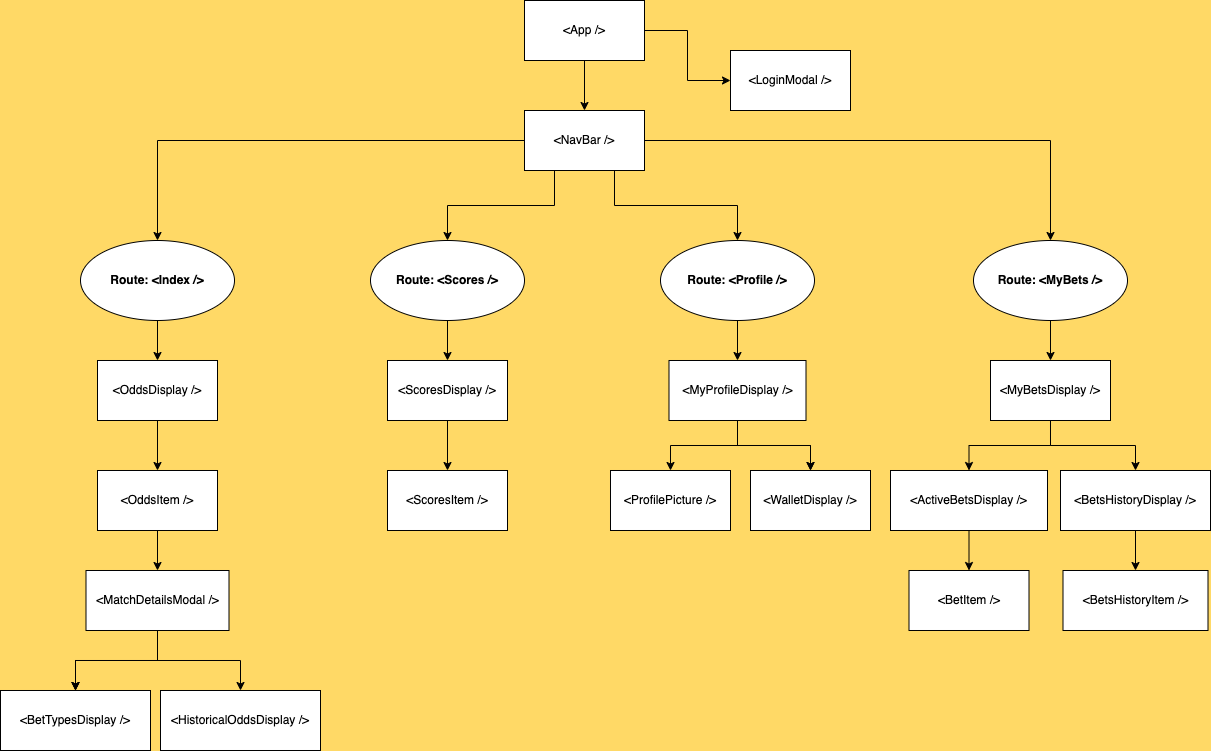 <App />
<LoginModal />
<NavBar />
Route: <Index />
Route: <Scores />
Route: <Profile />
Route: <MyBets />
<OddsDisplay />
<ScoresDisplay />
<MyProfileDisplay />
<MyBetsDisplay />
<OddsItem />
<ScoresItem />
<ProfilePicture />
<WalletDisplay />
<ActiveBetsDisplay />
<BetsHistoryDisplay />
<MatchDetailsModal />
<BetItem />
<BetsHistoryItem />
<BetTypesDisplay />
<HistoricalOddsDisplay />